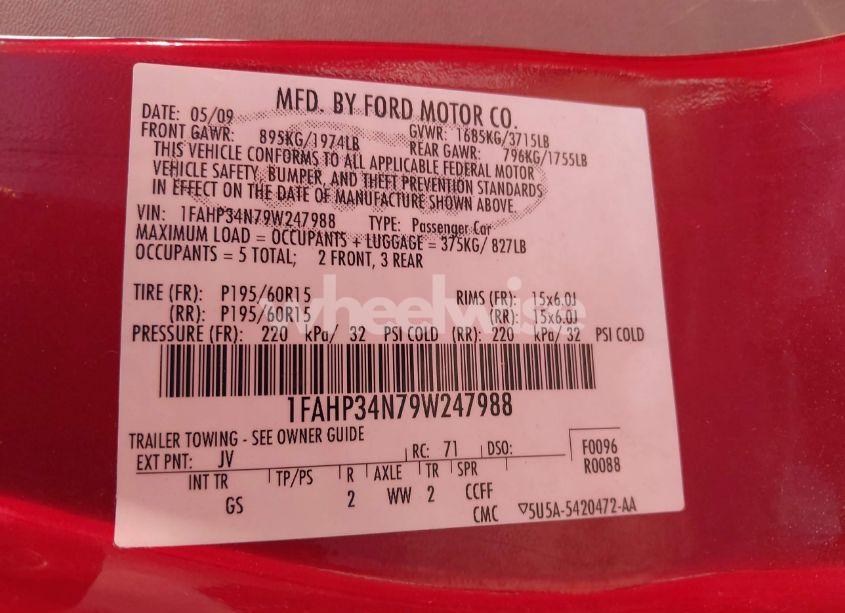 MFD. BY FORD MOTOR CO.
DATE: 05/09 GVWR: 1685KG/3715LB
FRONT GAWR: 895KG/1974LB REAR GAWR: 796KG/1755LB
THIS VEHICLE CONFORMS TO ALL APPLICABLE FEDERAL MOTOR
VEHICLE SAFETY, BUMPER, AND THEFT PREVENTION STANDARDS
IN EFFECT ON THE DATE OF MANUFACTURE SHOWN ABOVE.
VIN: 1FAHP34N79W247988 TYPE: Passenger Car
MAXIMUM LOAD = OCCUPANTS + LUGGAGE = 375KG/ 827LB
OCCUPANTS = 5 TOTAL; 2 FRONT, 3 REAR
TIRE (FR): P195/60R15 RIMS (FR): 15x6.0J
(RR): P195/60R15 (RR): 15x6.0J
wheelwise
PRESSURE (FR): 220 kPa/ 32 PSI COLD (RR): 220 kPa/ 32 PSI COLD
1FAHP34N79W247988
TRAILER TOWING - SEE OWNER GUIDE
EXT PNT: JV RC: 71 DSO: F0096
R0088
INT TR TP/PS R AXLE TR SPR
GS 2 WW 2 CCFF
CMC ▽5U5A-5420472-AA